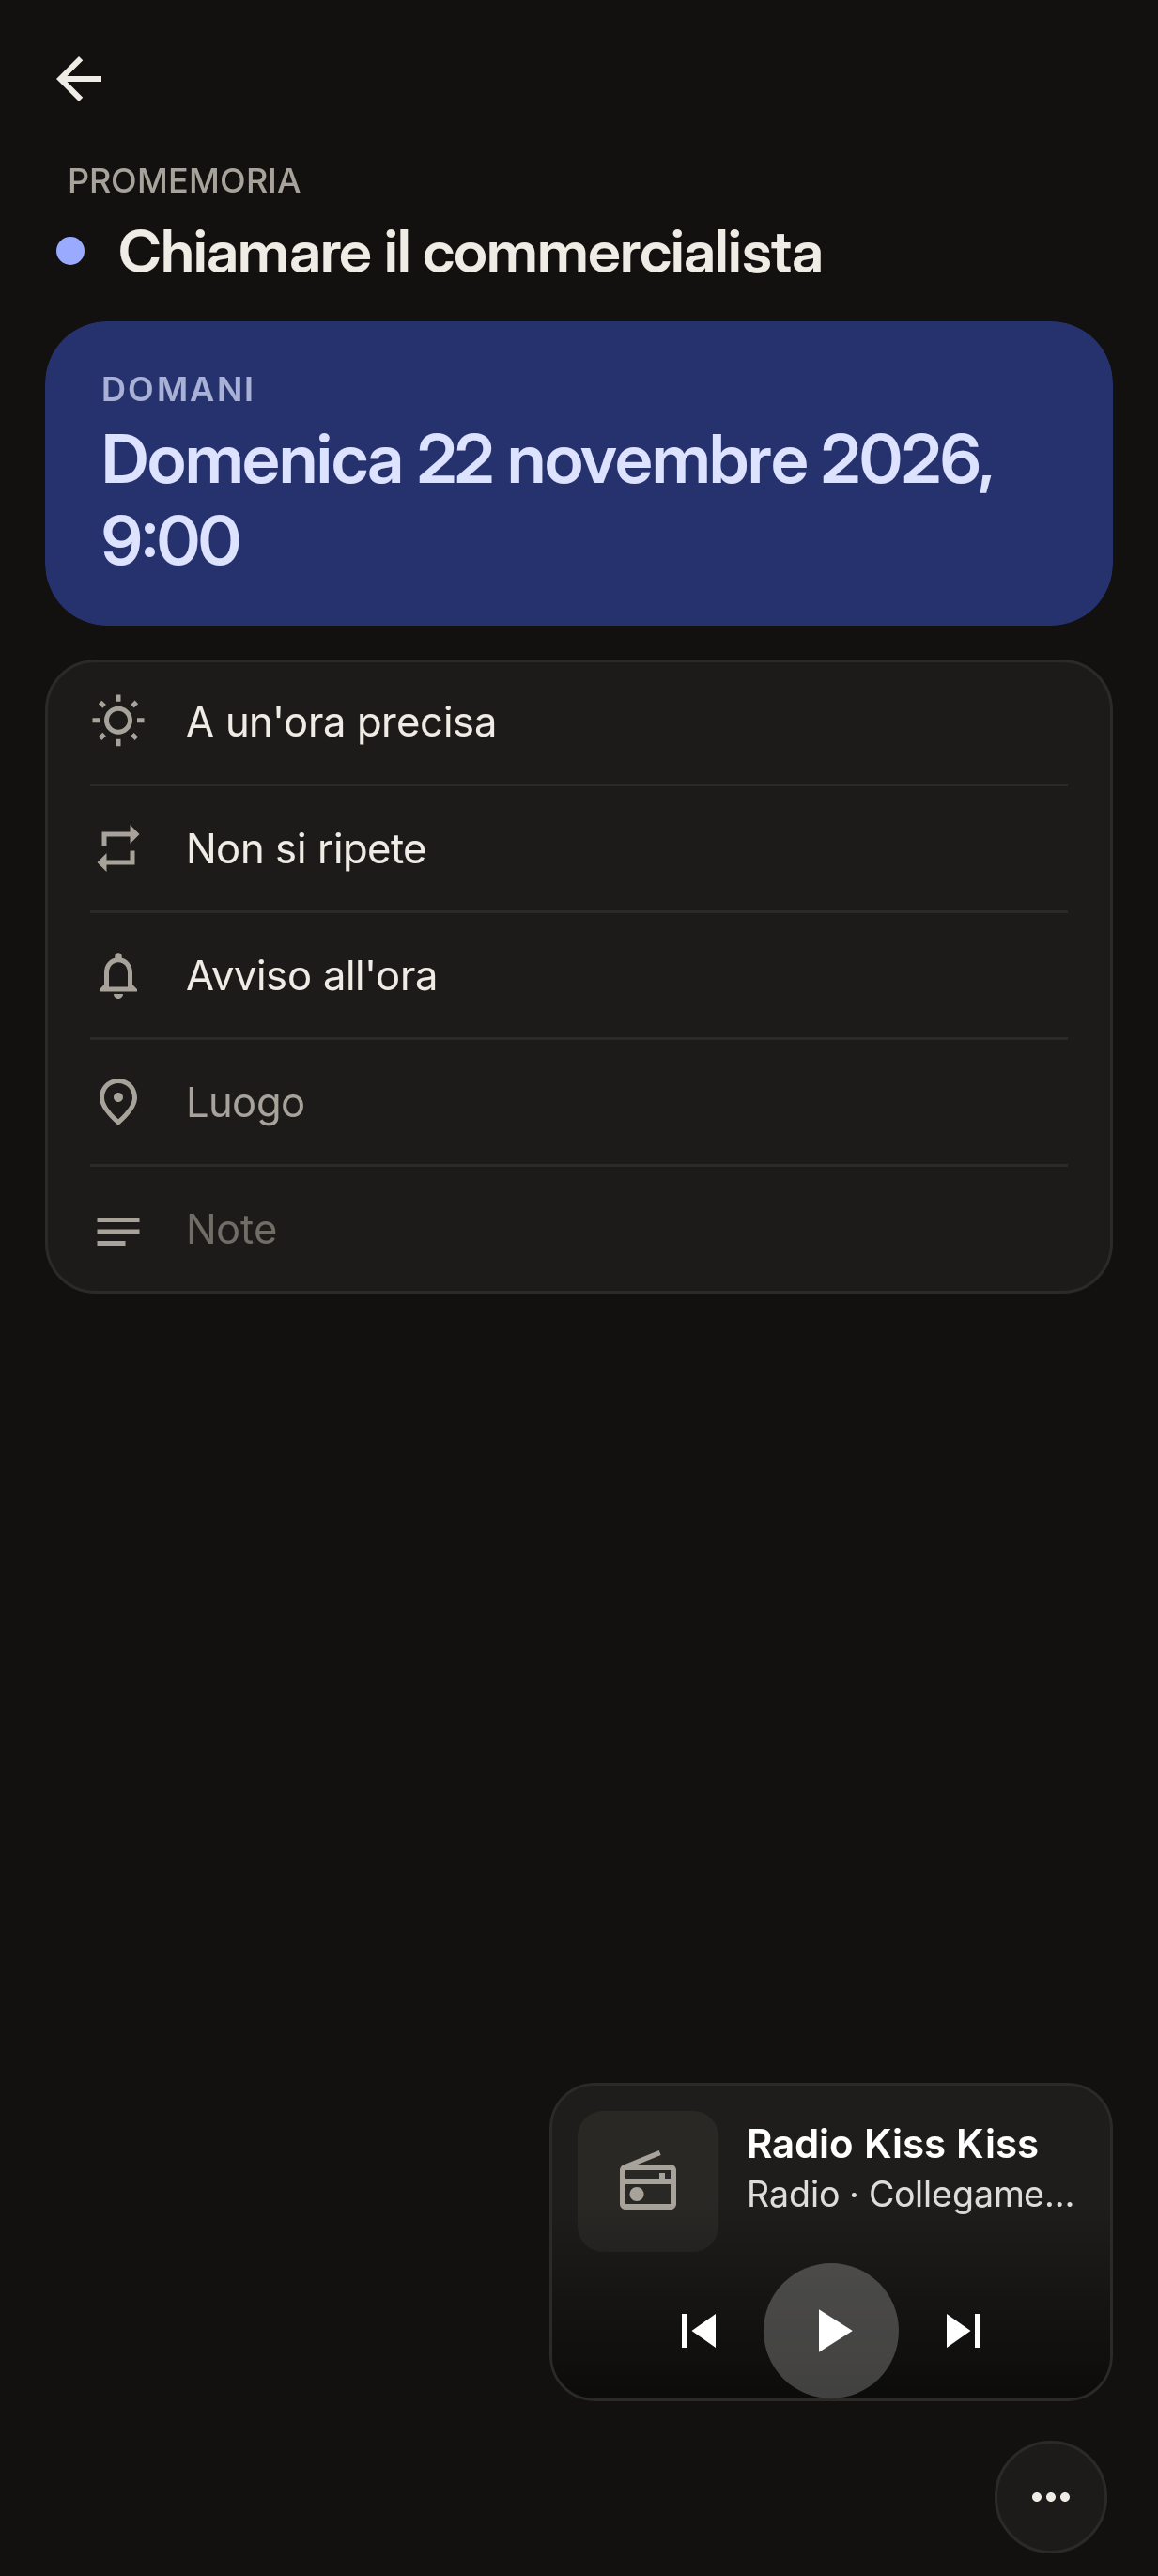 PROMEMORIA
Chiamare il commercialista
DOMANI
Domenica 22 novembre 2026,
9:00
A un'ora precisa
Non si ripete
Avviso all'ora
Luogo
Note
Radio Kiss Kiss
Radio · Collegame...